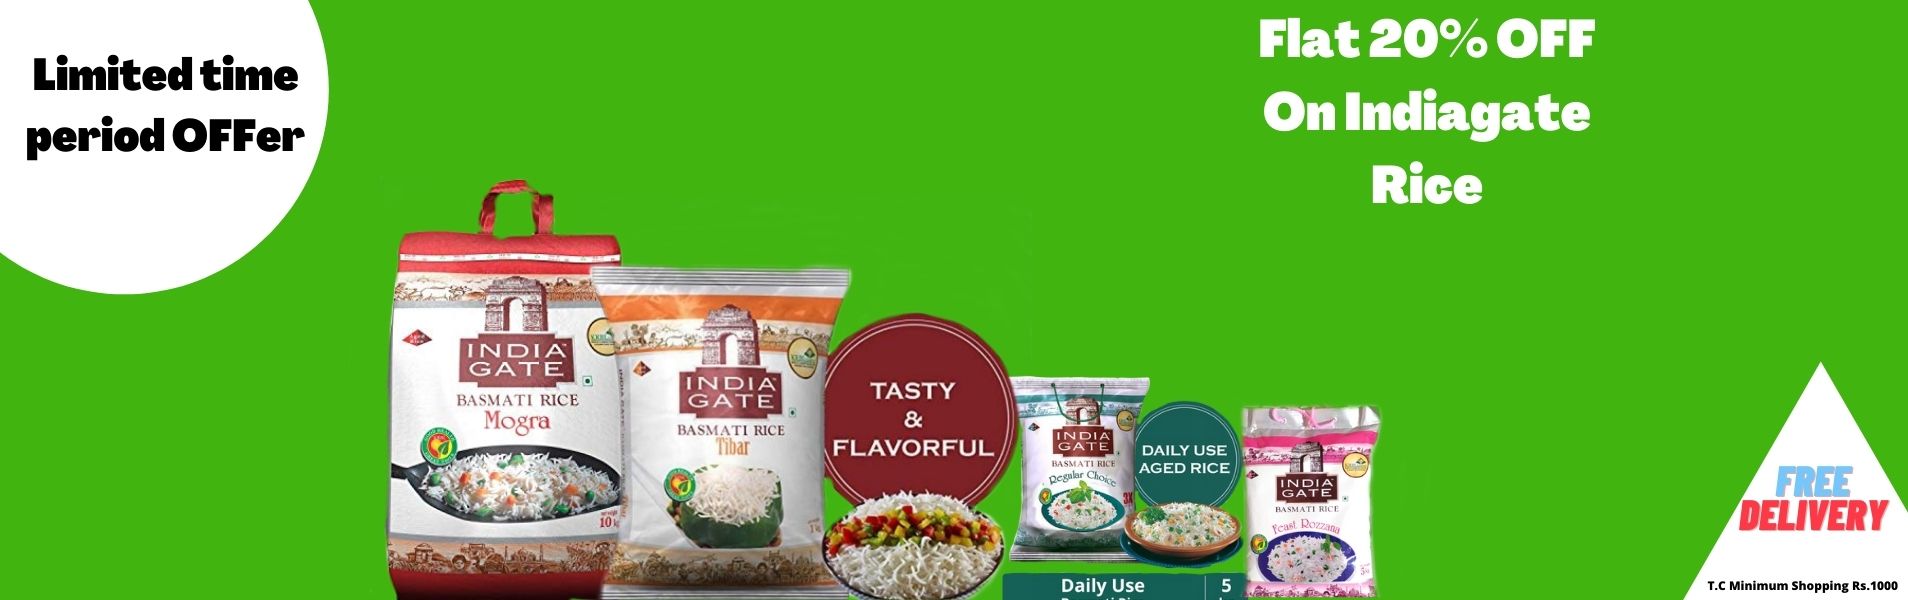 Limited time
period OFFer
Flat 20% OFF
On Indiagate
Rice
INDIA
GATE
BASMATI RICE
Mogra
10
INDIA
GATE
BASMATI RICE
Tibar
TASTY
&
FLAVORFUL
INDIA
GATE
BASMATI RICE
Regular Choice
3X
DAILY USE
AGED RICE
Daily Use
5
INDIA
GATE
BASMATI RICE
Feast Rozzana
FREE
DELIVERY
T.C Minimum Shopping Rs.1000